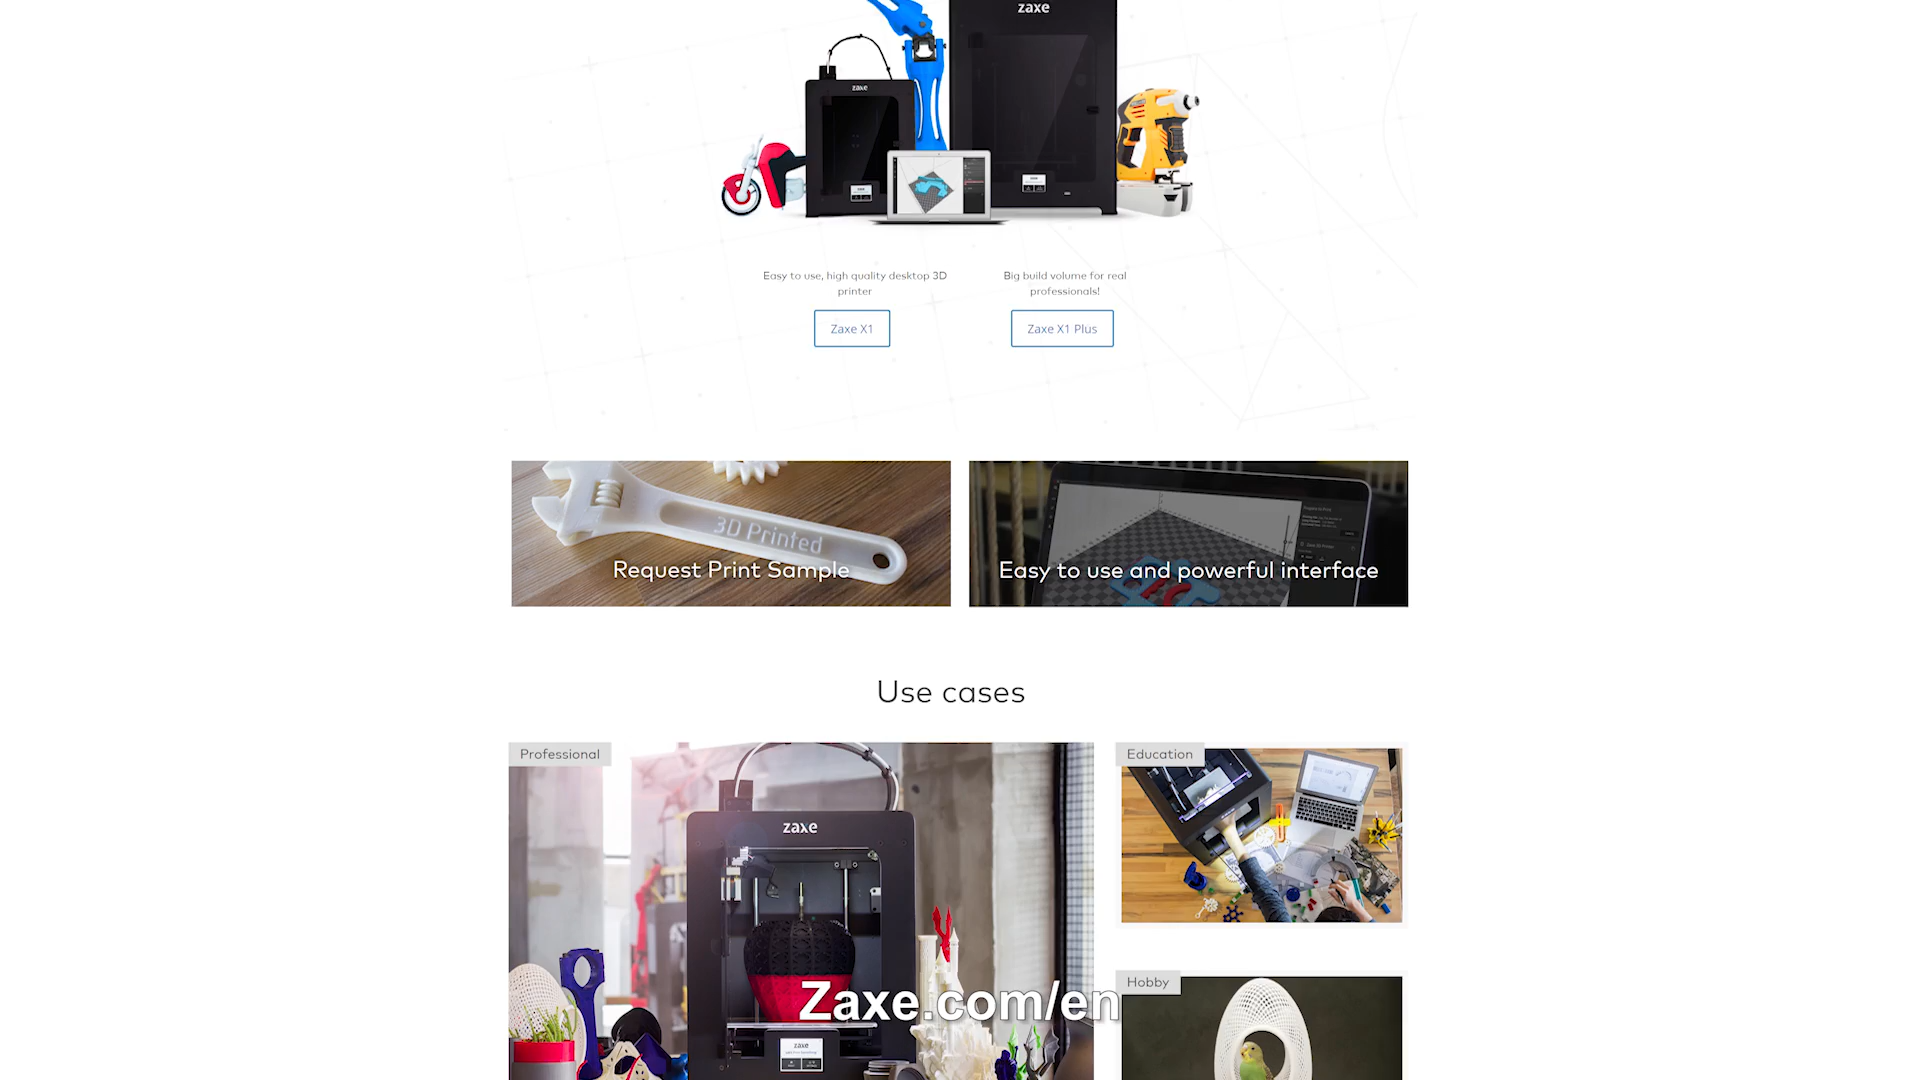 zaxe
zaxe
Easy to use, high quality desktop 3D
printer
Zaxe X1
Big build volume for real
professionals!
Zaxe X1 Plus
3D Printed
Request Print Sample
Easy to use and powerful interface
Use cases
Professional
zaxe
zaxe
Education
Hobby
Zaxe.com/en